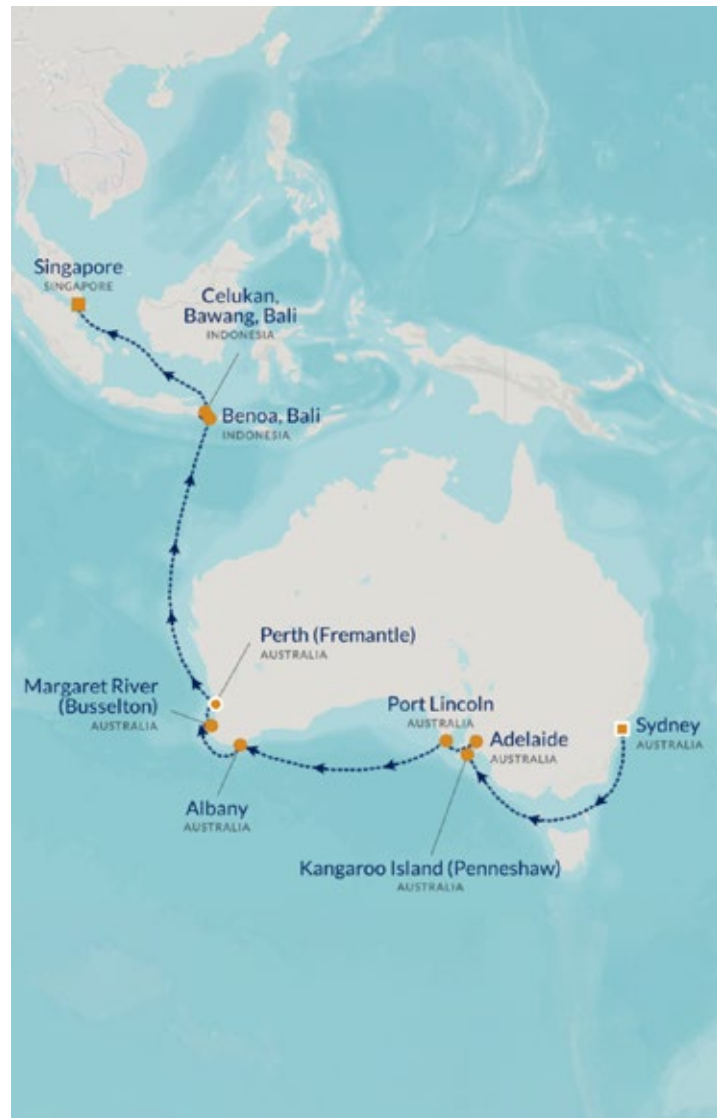 Singapore
SINGAPORE
Celukan,
Bawang, Bali
INDONESIA
Benoa, Bali
INDONESIA
Perth (Fremantle)
AUSTRALIA
Margaret River
(Busselton)
AUSTRALIA
Port Lincoln
AUSTRALIA
Adelaide
AUSTRALIA
Sydney
AUSTRALIA
Albany
AUSTRALIA
Kangaroo Island (Penneshaw)
AUSTRALIA